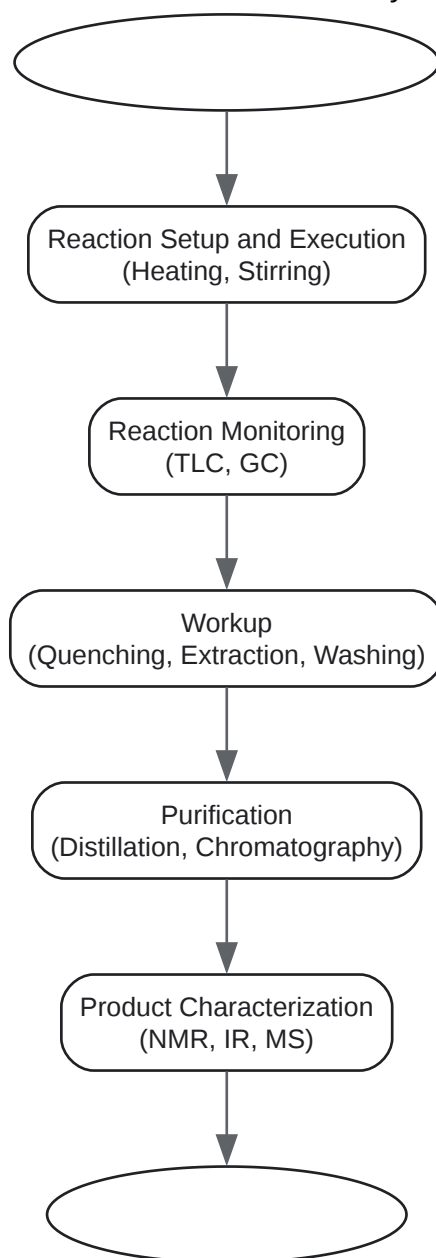 Reaction Setup and Execution
(Heating, Stirring)
Reaction Monitoring
(TLC, GC)
Workup
(Quenching, Extraction, Washing)
Purification
(Distillation, Chromatography)
Product Characterization
(NMR, IR, MS)